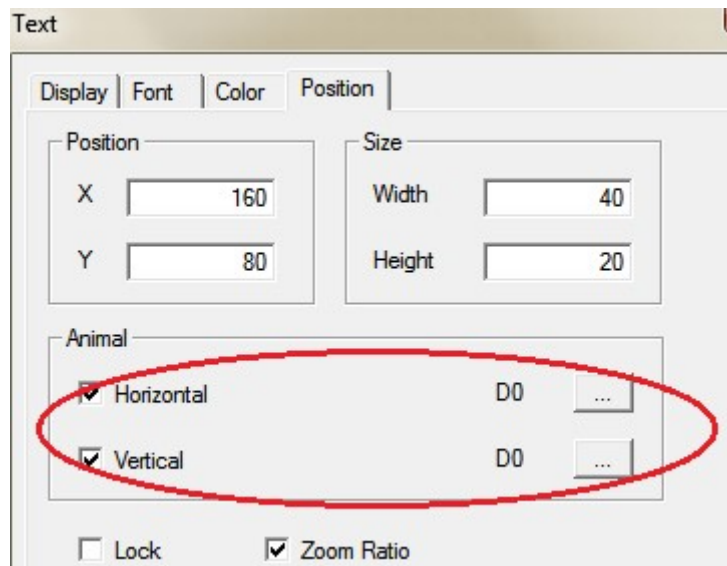 Text
Display Font Color Position
Position Size
X 160 Width 40
Y 80 Height 20
Animal
Horizontal D0 ...
Vertical D0 ...
Lock Zoom Ratio